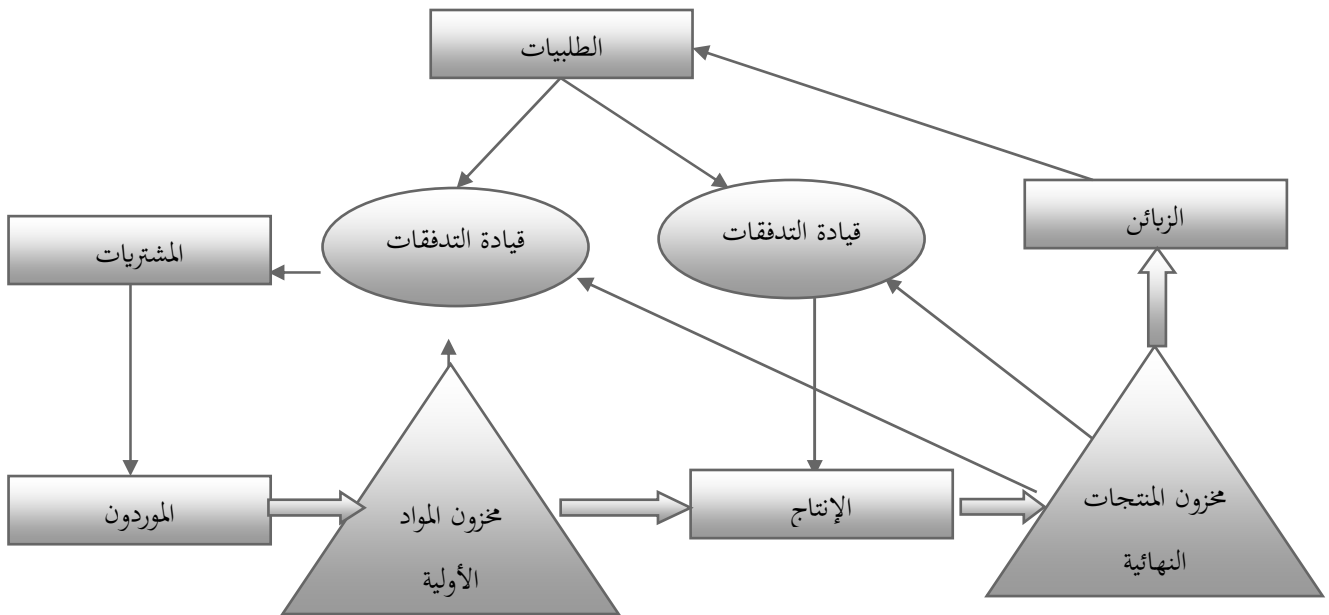 الطلبيات
الزبائن
قيادة التدفقات
قيادة التدفقات
المشتريات
مخزون المنتجات
النهائية
الإنتاج
مخزون المواد
الأولية
الموردون